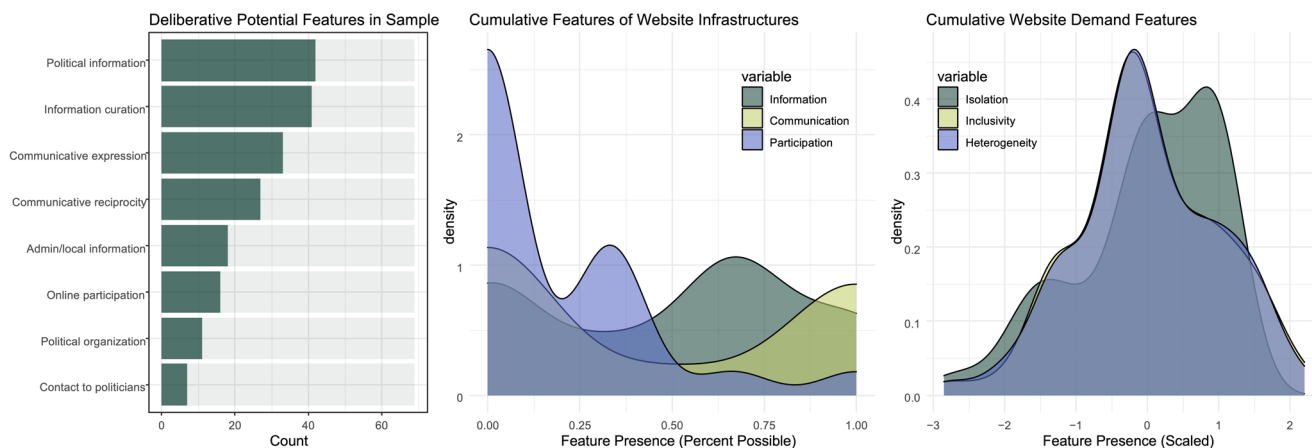 Deliberative Potential Features in Sample
Political information
Information curation
Communicative expression
Communicative reciprocity
Admin/local information
Online participation
Political organization
Contact to politicians
0
20
40
60
Count
Cumulative Features of Website Infrastructures
density
2
1
0
variable
Information
Communication
Participation
0.00
0.25
0.50
0.75
1.00
Feature Presence (Percent Possible)
Cumulative Website Demand Features
density
0.4
0.3
0.2
0.1
0.0
variable
Isolation
Inclusivity
Heterogeneity
−3
−2
−1
0
1
2
Feature Presence (Scaled)